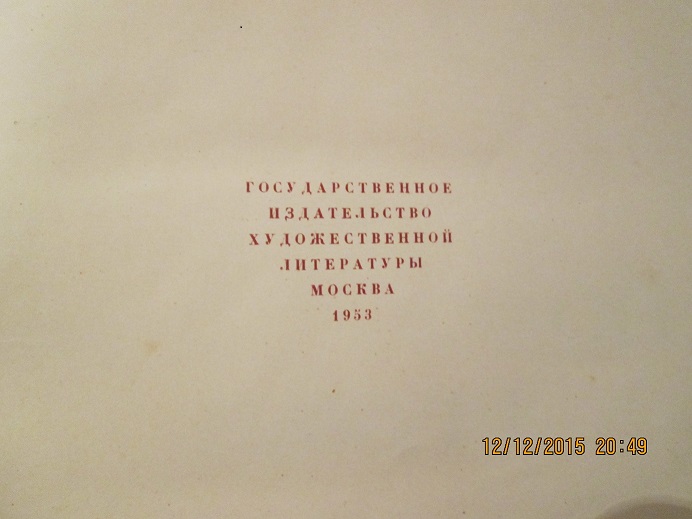 ГОСУДАРСТВЕННОЕ
ИЗДАТЕЛЬСТВО
ХУДОЖЕСТВЕННОЙ
ЛИТЕРАТУРЫ
МОСКВА
1953
12/12/2015 20:49